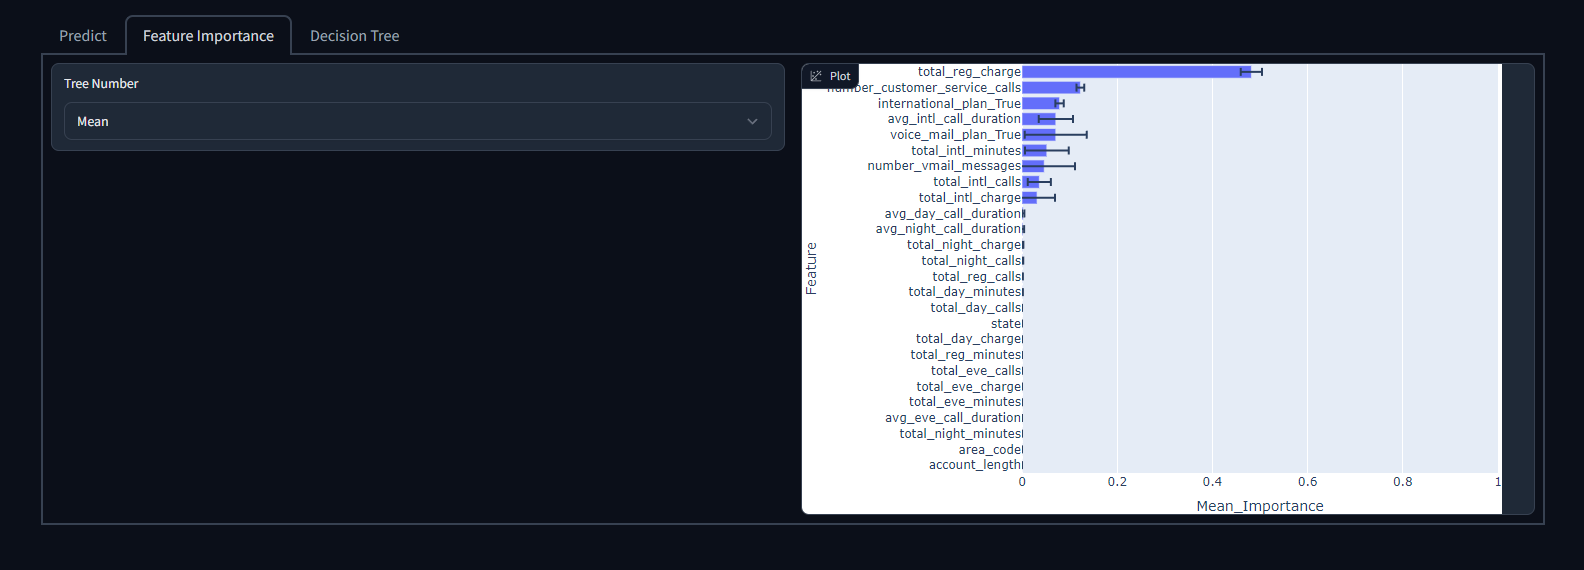 Predict
Feature Importance
Decision Tree
Tree Number
Mean
Plot
total_reg_charge
number_customer_service_calls
international_plan_True
avg_intl_call_duration
voice_mail_plan_True
total_intl_minutes
number_vmail_messages
total_intl_calls
total_intl_charge
avg_day_call_duration
avg_night_call_duration
total_night_charge
total_night_calls
total_reg_calls
total_day_minutes
total_day_calls
state
total_day_charge
total_reg_minutes
total_eve_calls
total_eve_charge
total_eve_minutes
avg_eve_call_duration
total_night_minutes
area_code
account_length
Feature
0 0.2 0.4 0.6 0.8 1
Mean_Importance